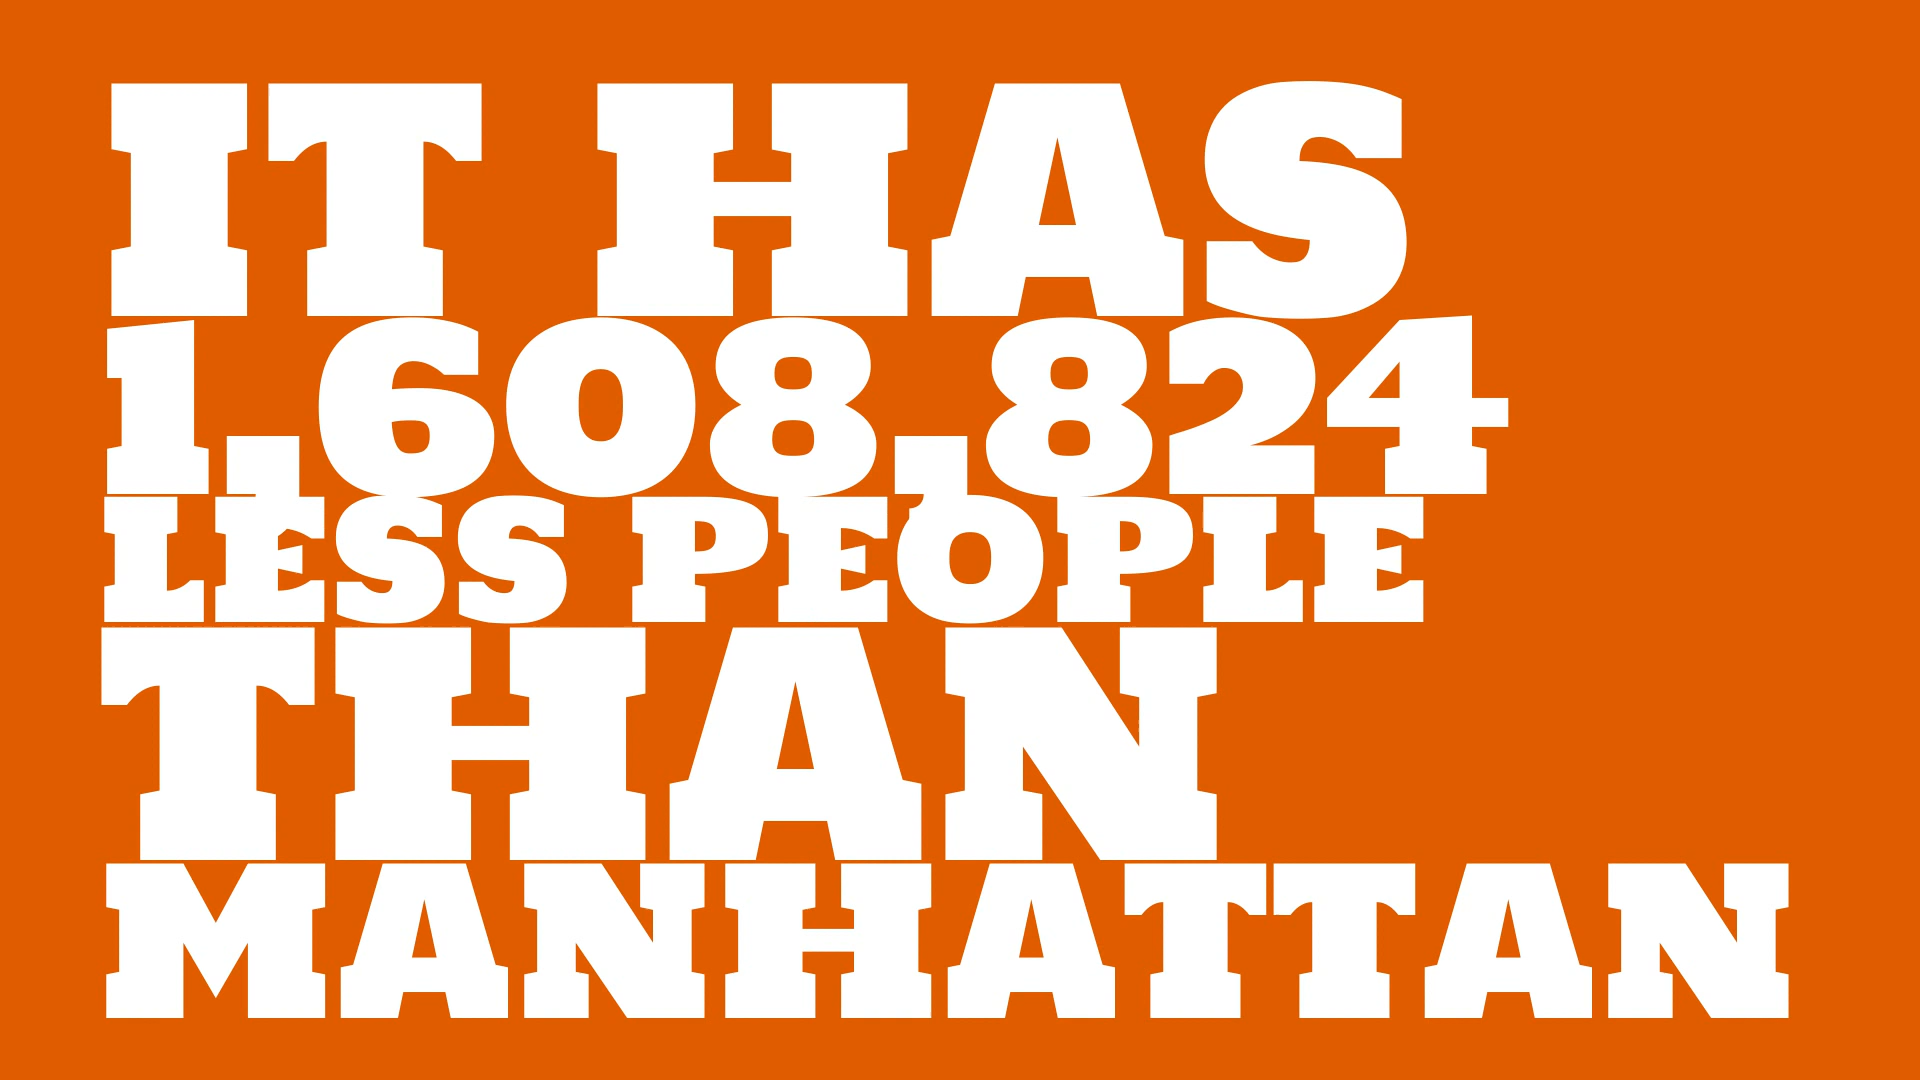 IT HAS
1,608,824
LESS PEOPLE
THAN
MANHATTAN